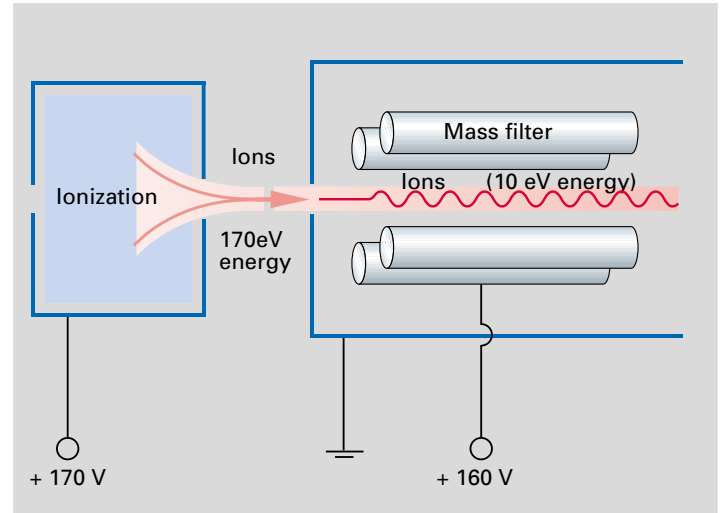 Mass filter
Ions
Ions (10 eV energy)
Ionization
170eV
energy
+ 170 V
+ 160 V